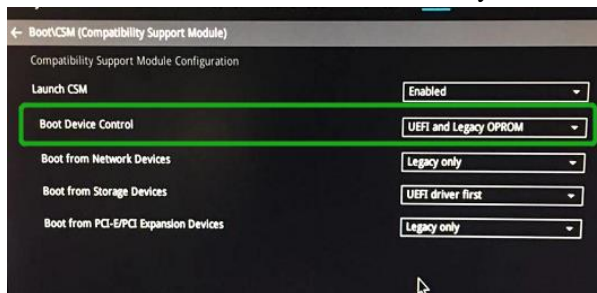 ← Boot\CSM (Compatibility Support Module)
Compatibility Support Module Configuration
Launch CSM Enabled
Boot Device Control UEFI and Legacy OPROM
Boot from Network Devices Legacy only
Boot from Storage Devices UEFI driver first
Boot from PCI-E/PCI Expansion Devices Legacy only